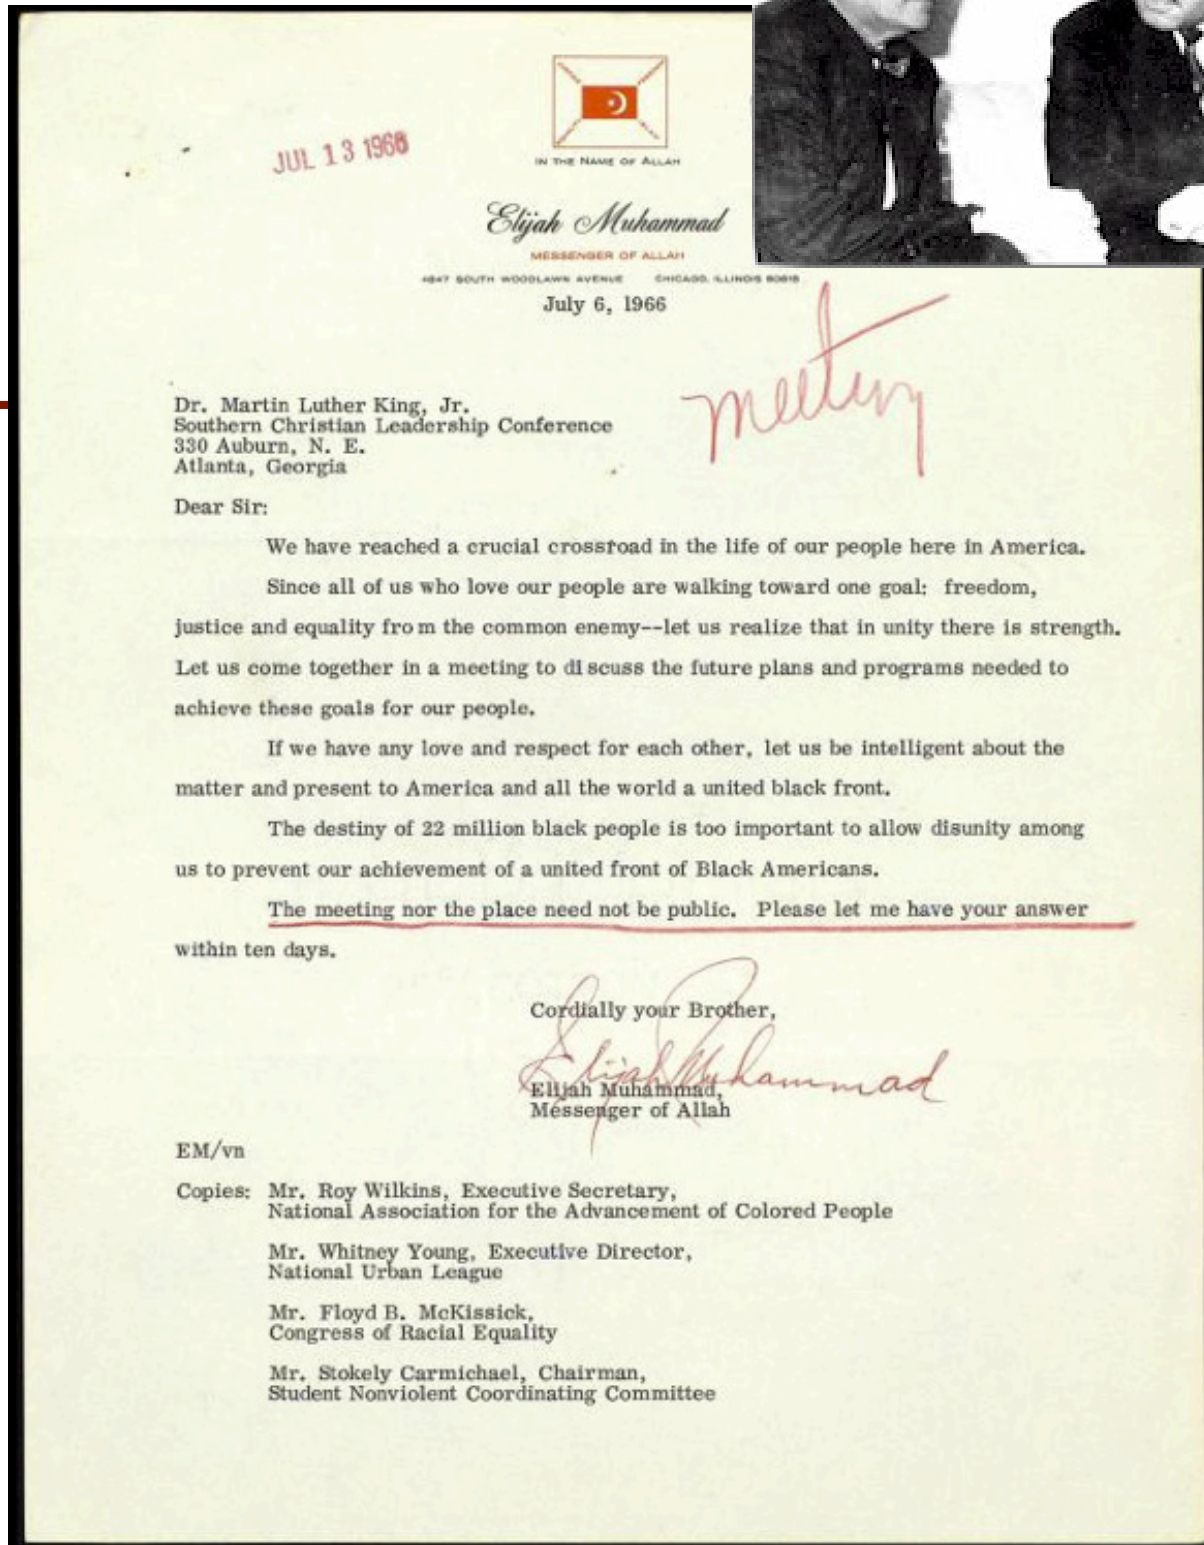 JUL 13 1966
IN THE NAME OF ALLAH
Elijah Muhammad
MESSENGER OF ALLAH
4847 SOUTH WOODLAWN AVENUE CHICAGO, ILLINOIS 60615
July 6, 1966
meeting
Dr. Martin Luther King, Jr.
Southern Christian Leadership Conference
330 Auburn, N. E.
Atlanta, Georgia
Dear Sir:
We have reached a crucial crossroad in the life of our people here in America.
Since all of us who love our people are walking toward one goal: freedom,
justice and equality from the common enemy--let us realize that in unity there is strength.
Let us come together in a meeting to discuss the future plans and programs needed to
achieve these goals for our people.
If we have any love and respect for each other, let us be intelligent about the
matter and present to America and all the world a united black front.
The destiny of 22 million black people is too important to allow disunity among
us to prevent our achievement of a united front of Black Americans.
The meeting nor the place need not be public. Please let me have your answer
within ten days.
Cordially your Brother,
Elijah Muhammad
Elijah Muhammad,
Messenger of Allah
EM/vn
Copies: Mr. Roy Wilkins, Executive Secretary,
National Association for the Advancement of Colored People
Mr. Whitney Young, Executive Director,
National Urban League
Mr. Floyd B. McKissick,
Congress of Racial Equality
Mr. Stokely Carmichael, Chairman,
Student Nonviolent Coordinating Committee